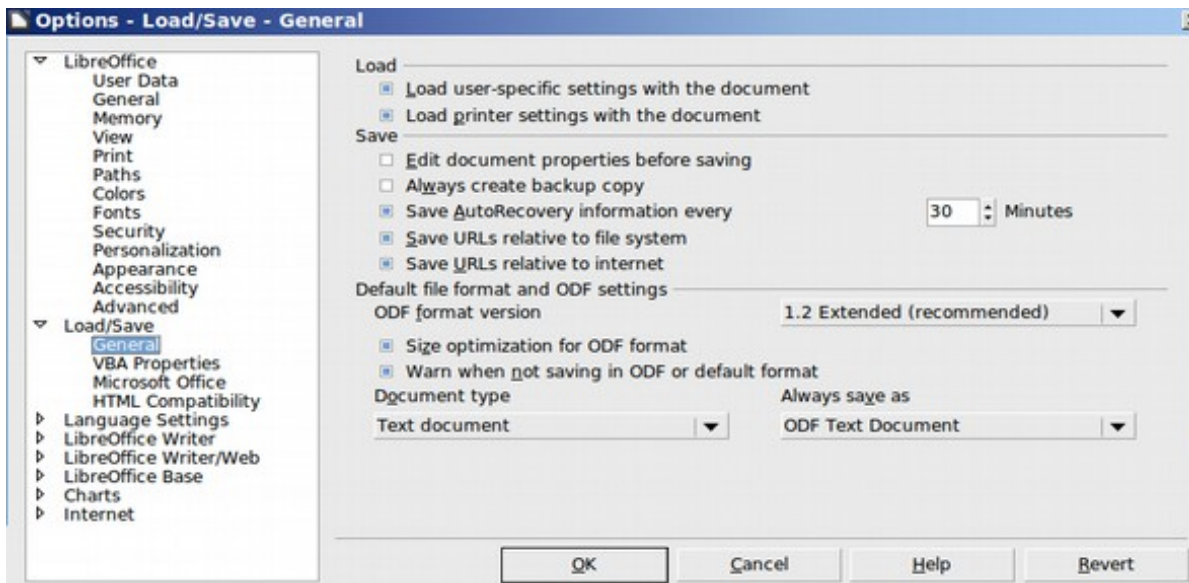 Options - Load/Save - General
LibreOffice
User Data
General
Memory
View
Print
Paths
Colors
Fonts
Security
Personalization
Appearance
Accessibility
Advanced
Load/Save
General
VBA Properties
Microsoft Office
HTML Compatibility
Language Settings
LibreOffice Writer
LibreOffice Writer/Web
LibreOffice Base
Charts
Internet
Load
Load user-specific settings with the document
Load printer settings with the document
Save
Edit document properties before saving
Always create backup copy
Save AutoRecovery information every 30 Minutes
Save URLs relative to file system
Save URLs relative to internet
Default file format and ODF settings
ODF format version 1.2 Extended (recommended)
Size optimization for ODF format
Warn when not saving in ODF or default format
Document type Always save as
Text document ODF Text Document
OK Cancel Help Revert